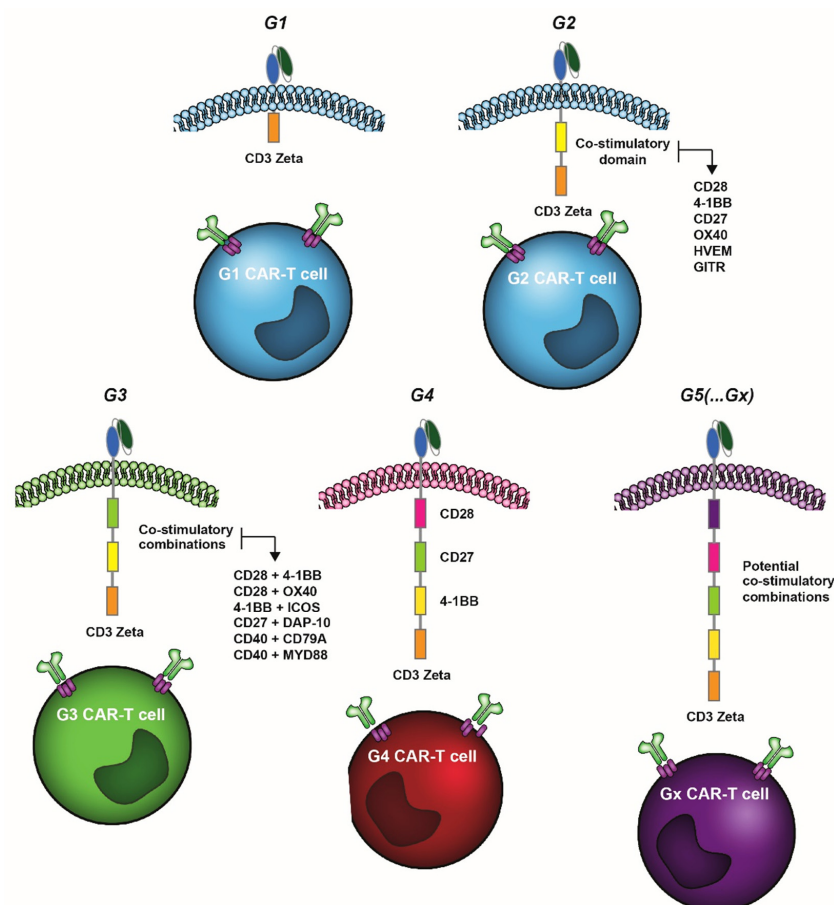 G1
CD3 Zeta
G1 CAR-T cell
G2
Co-stimulatory
domain
CD3 Zeta
CD28
4-1BB
CD27
OX40
HVEM
GITR
G2 CAR-T cell
G3
Co-stimulatory
combinations
CD3 Zeta
CD28 + 4-1BB
CD28 + OX40
4-1BB + ICOS
CD27 + DAP-10
CD40 + CD79A
CD40 + MYD88
G3 CAR-T cell
G4
CD28
CD27
4-1BB
CD3 Zeta
G4 CAR-T cell
G5(...Gx)
Potential
co-stimulatory
combinations
CD3 Zeta
Gx CAR-T cell